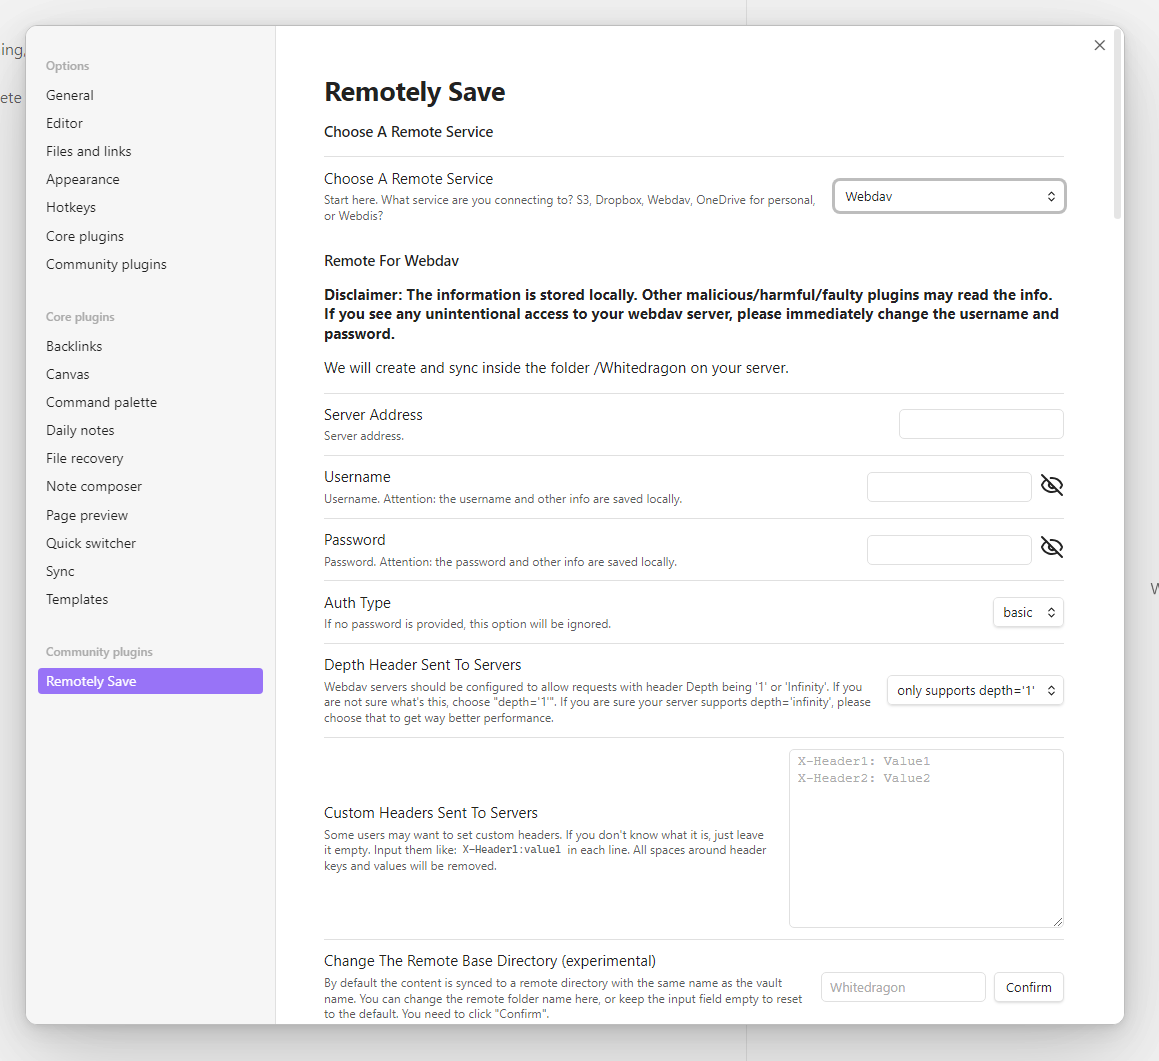 ing,
ete
Options
General
Editor
Files and links
Appearance
Hotkeys
Core plugins
Community plugins
Core plugins
Backlinks
Canvas
Command palette
Daily notes
File recovery
Note composer
Page preview
Quick switcher
Sync
Templates
Community plugins
Remotely Save
Remotely Save
Choose A Remote Service
Choose A Remote Service
Start here. What service are you connecting to? S3, Dropbox, Webdav, OneDrive for personal,
or Webdis?
Webdav
Remote For Webdav
Disclaimer: The information is stored locally. Other malicious/harmful/faulty plugins may read the info.
If you see any unintentional access to your webdav server, please immediately change the username and
password.
We will create and sync inside the folder /Whitedragon on your server.
Server Address
Server address.
Username
Username. Attention: the username and other info are saved locally.
Password
Password. Attention: the password and other info are saved locally.
Auth Type
If no password is provided, this option will be ignored.
basic
Depth Header Sent To Servers
Webdav servers should be configured to allow requests with header Depth being '1' or 'Infinity'. If you
are not sure what's this, choose "depth='1'". If you are sure your server supports depth='infinity', please
choose that to get way better performance.
only supports depth='1'
Custom Headers Sent To Servers
Some users may want to set custom headers. If you don't know what it is, just leave
it empty. Input them like: X-Header1:value1 in each line. All spaces around header
keys and values will be removed.
X-Header1: Value1
X-Header2: Value2
Change The Remote Base Directory (experimental)
By default the content is synced to a remote directory with the same name as the vault
name. You can change the remote folder name here, or keep the input field empty to reset
to the default. You need to click "Confirm".
Whitedragon
Confirm
W